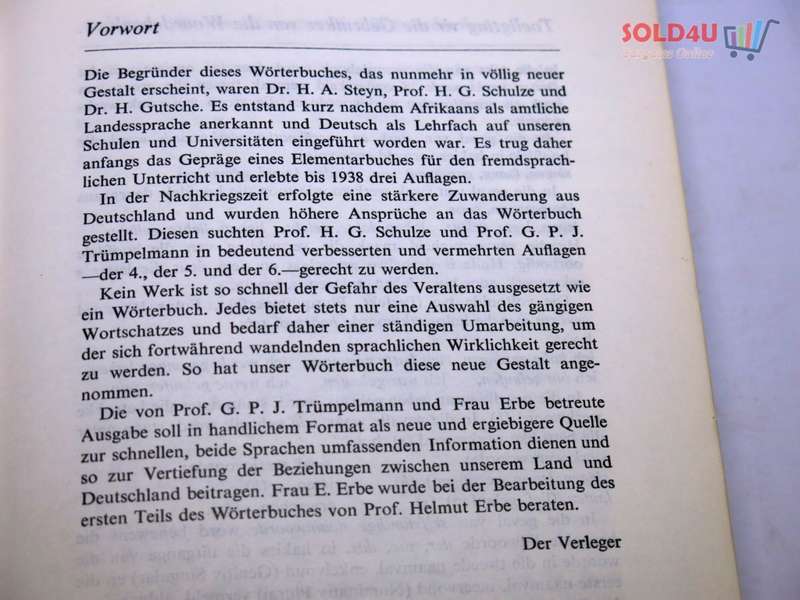 SOLD4U
Bargains Online
Vorwort
Die Begründer dieses Wörterbuches, das nunmehr in völlig neuer
Gestalt erscheint, waren Dr. H. A. Steyn, Prof. H. G. Schulze und
Dr. H. Gutsche. Es entstand kurz nachdem Afrikaans als amtliche
Landessprache anerkannt und Deutsch als Lehrfach auf unseren
Schulen und Universitäten eingeführt worden war. Es trug daher
anfangs das Gepräge eines Elementarbuches für den fremdsprach-
lichen Unterricht und erlebte bis 1938 drei Auflagen.
In der Nachkriegszeit erfolgte eine stärkere Zuwanderung aus
Deutschland und wurden höhere Ansprüche an das Wörterbuch
gestellt. Diesen suchten Prof. H. G. Schulze und Prof. G. P. J.
Trümpelmann in bedeutend verbesserten und vermehrten Auflagen
—der 4., der 5. und der 6.—gerecht zu werden.
Kein Werk ist so schnell der Gefahr des Veraltens ausgesetzt wie
ein Wörterbuch. Jedes bietet stets nur eine Auswahl des gängigen
Wortschatzes und bedarf daher einer ständigen Umarbeitung, um
der sich fortwährend wandelnden sprachlichen Wirklichkeit gerecht
zu werden. So hat unser Wörterbuch diese neue Gestalt ange-
nommen.
Die von Prof. G. P. J. Trümpelmann und Frau Erbe betreute
Ausgabe soll in handlichem Format als neue und ergiebigere Quelle
zur schnellen, beide Sprachen umfassenden Information dienen und
so zur Vertiefung der Beziehungen zwischen unserem Land und
Deutschland beitragen. Frau E. Erbe wurde bei der Bearbeitung des
ersten Teils des Wörterbuches von Prof. Helmut Erbe beraten.
Der Verleger